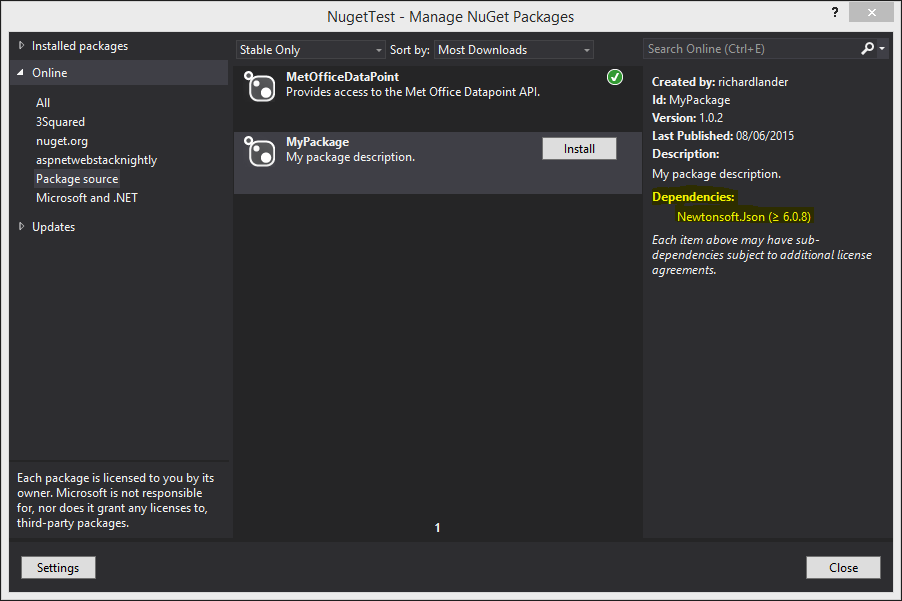 NugetTest - Manage NuGet Packages
?
Installed packages
Online
All
3Squared
nuget.org
aspnetwebstacknightly
Package source
Microsoft and .NET
Updates
Each package is licensed to you by its
owner. Microsoft is not responsible
for, nor does it grant any licenses to,
third-party packages.
Settings
Stable Only
Sort by:
Most Downloads
MetOfficeDataPoint
Provides access to the Met Office Datapoint API.
MyPackage
My package description.
Install
1
Search Online (Ctrl+E)
Created by: richardlander
Id: MyPackage
Version: 1.0.2
Last Published: 08/06/2015
Description:
My package description.
Dependencies:
Newtonsoft.Json (≥ 6.0.8)
Each item above may have sub-
dependencies subject to additional license
agreements.
Close